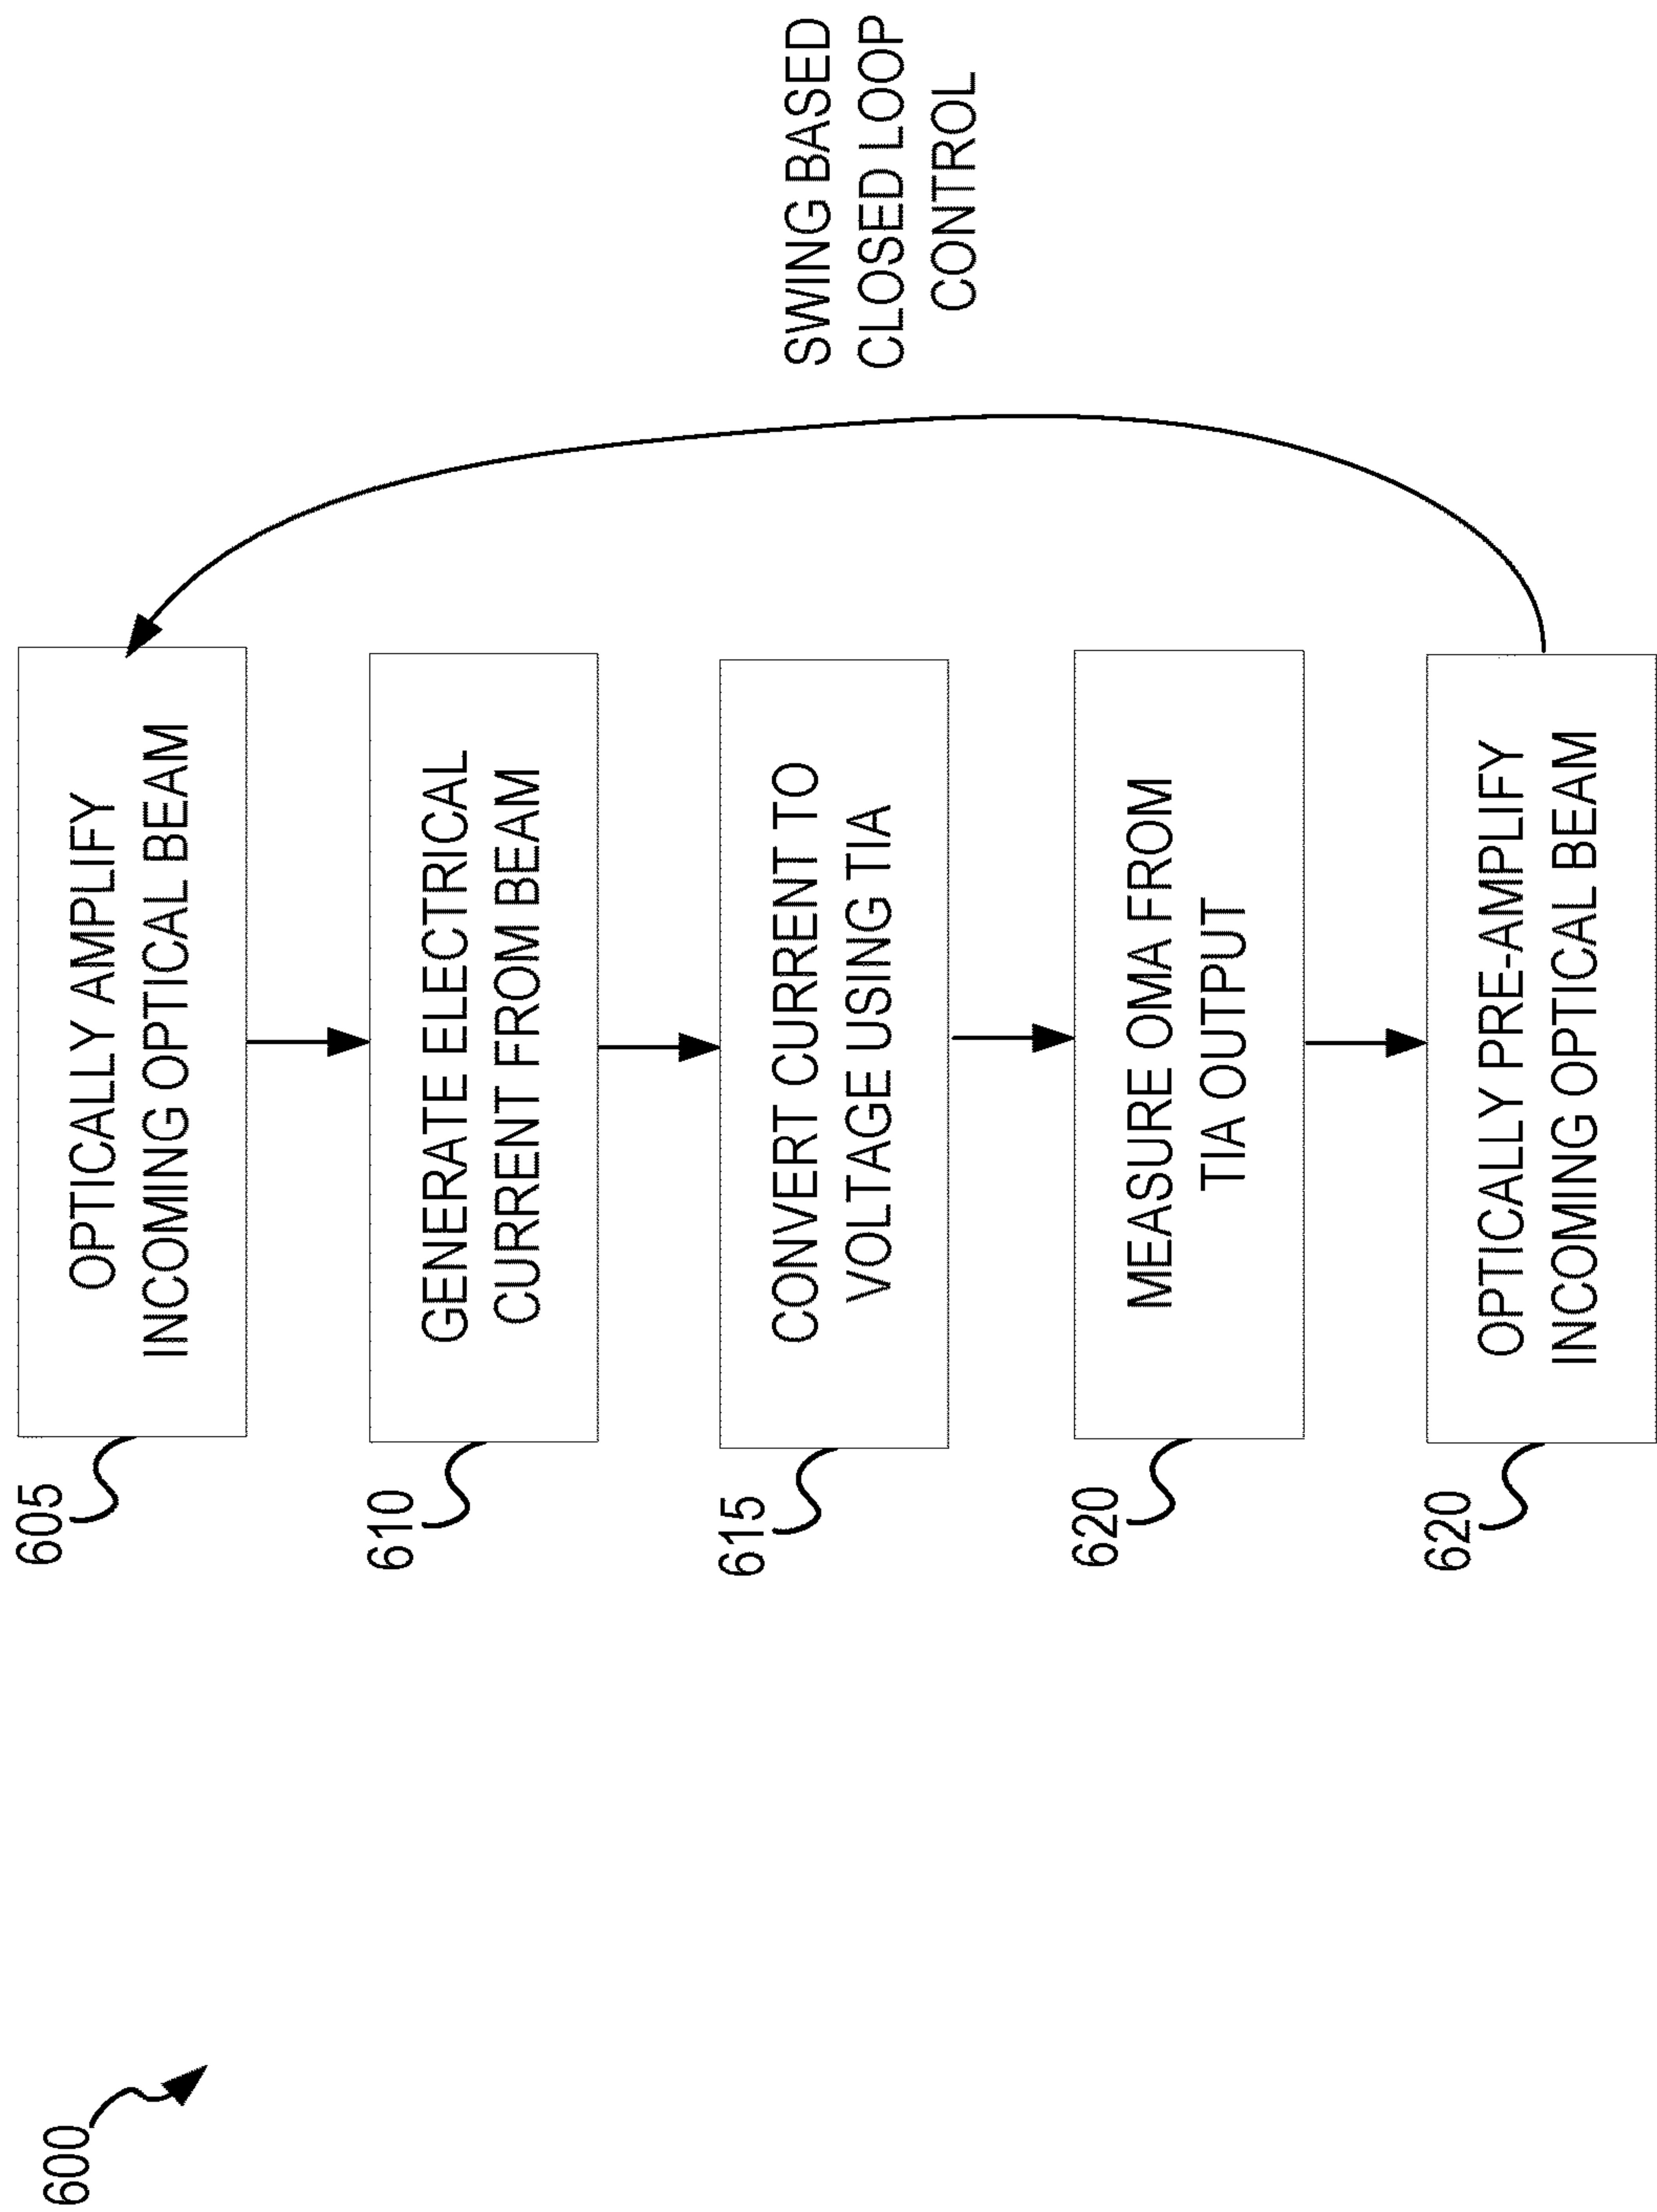 600
605
OPTICALLY AMPLIFY
INCOMING OPTICAL BEAM
610
GENERATE ELECTRICAL
CURRENT FROM BEAM
615
CONVERT CURRENT TO
VOLTAGE USING TIA
620
MEASURE OMA FROM
TIA OUTPUT
620
OPTICALLY PRE-AMPLIFY
INCOMING OPTICAL BEAM
SWING BASED
CLOSED LOOP
CONTROL